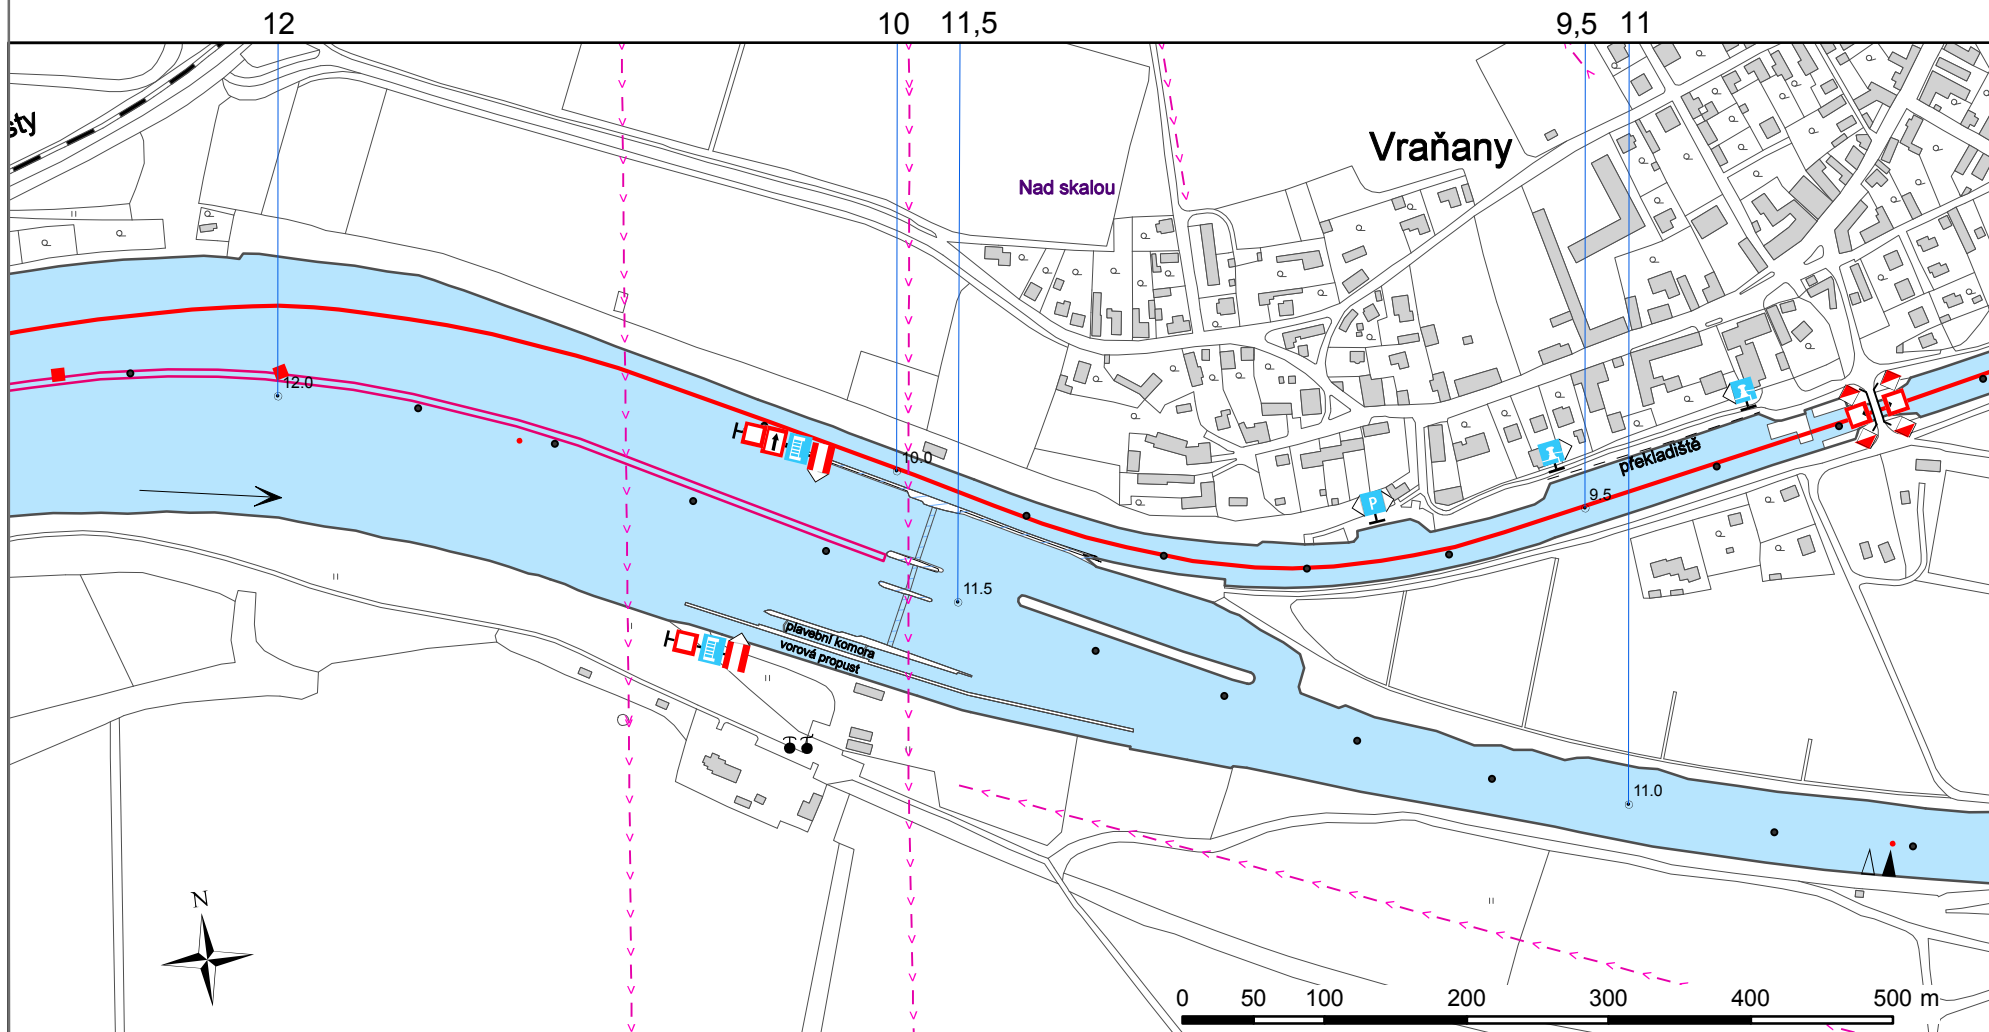 12 10 11,5 9,5 11
sty
Vraňany
Nad skalou
12.0
10.0
překladiště
9.5
11.5
plavební komora
vorová propust
11.0
P
N
0 50 100 200 300 400 500 m